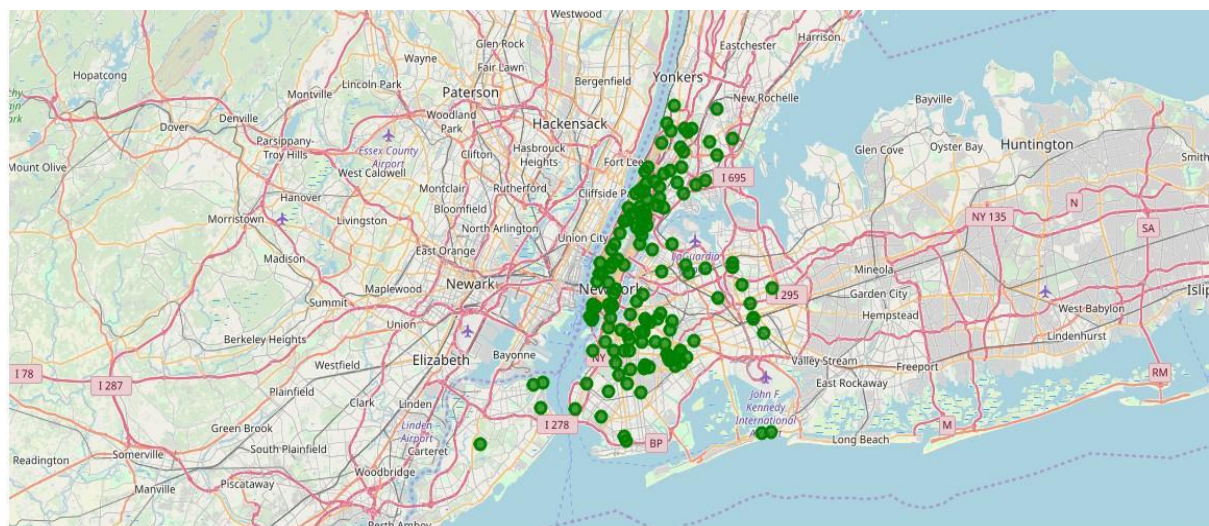 Westwood
Harrison
Eastchester
Glen Rock
Wayne
Fair Lawn
Yonkers
Hopatcong
Lincoln Park
Bergenfield
Montville
Paterson
New Rochelle
Bayville
Woodland
Park
Hackensack
Dover
Denville
Glen Cove
Oyster Bay
Huntington
Parsippany-
Troy Hills
Essex County
Airport
Clifton
Hasbrouck
Heights
Fort Lee
Mount Olive
West Caldwell
I 695
Montclair
Rutherford
Cliffside
Hanover
Bloomfield
N
Morristown
Livingston
North Arlington
NY 135
SA
Union City
East Orange
Madison
LaGuardia
Mineola
Maplewood
Newark
New York
I 295
Garden City
West Babylon
Summit
Hempstead
Union
Berkeley Heights
Lindenhurst
Elizabeth
Bayonne
NY
Valley Stream
Freeport
Westfield
I 78
I 287
East Rockaway
RM
Plainfield
Clark
Linden
John F.
Kennedy
International
I 278
M
Green Brook
Linden
Airport
BP
Long Beach
Somerville
South Plainfield
Carteret
Readington
Woodbridge
Manville
Piscataway
Perth Amboy